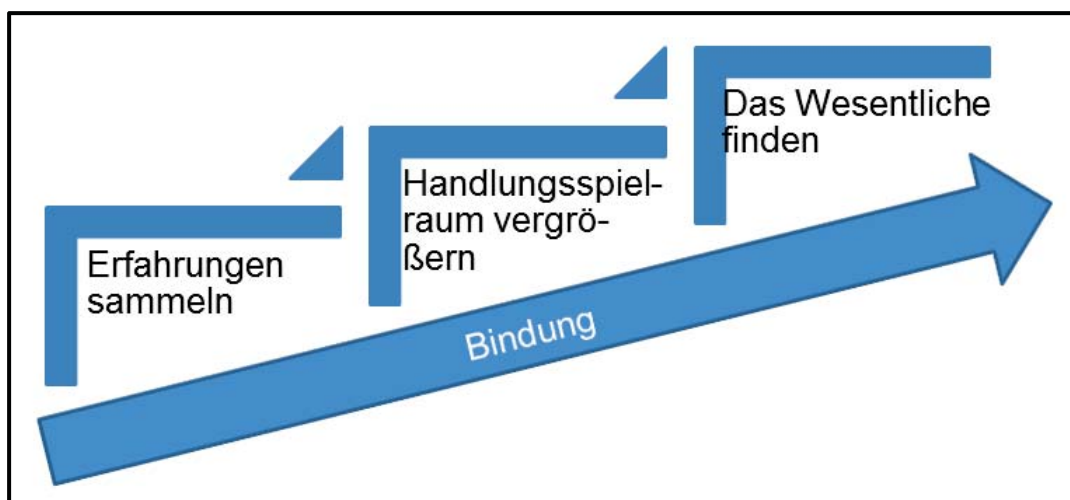 Erfahrungen
sammeln
Handlungsspiel-
raum vergrö-
ßern
Das Wesentliche
finden
Bindung